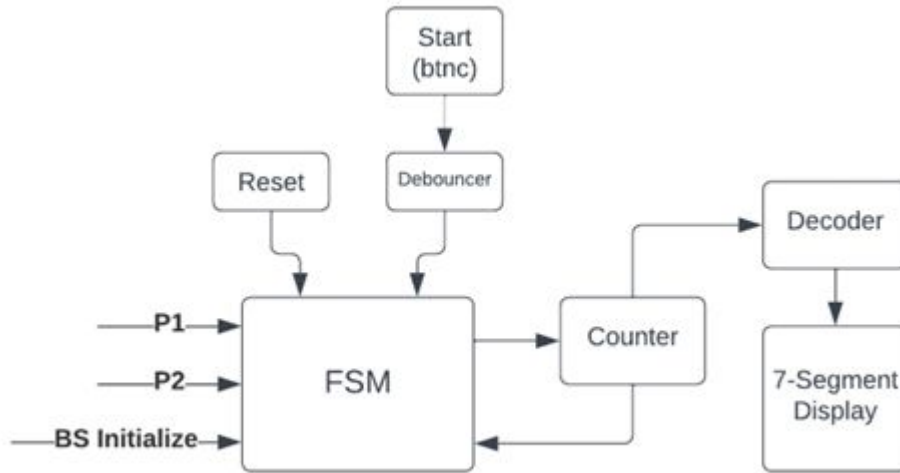 Start
(btnc)
Reset
Debouncer
Decoder
P1
P2
BS Initialize
FSM
Counter
7-Segment
Display